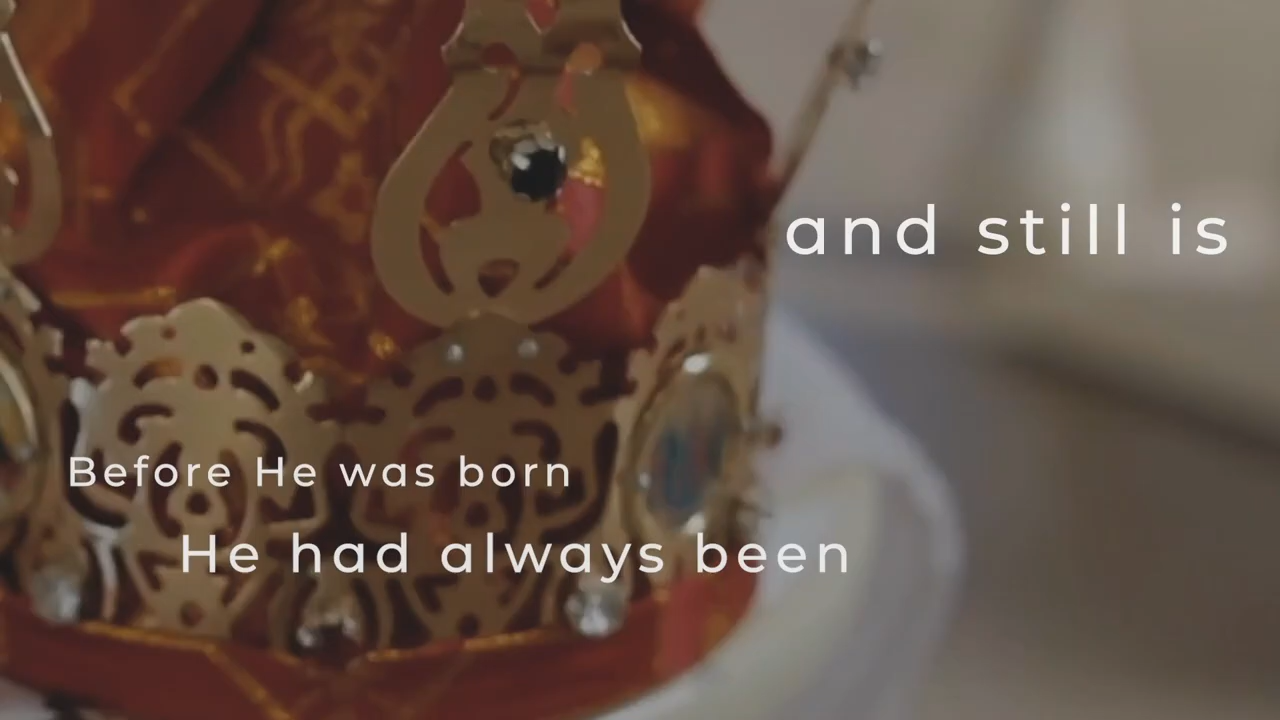 and still is
Before He was born
He had always been